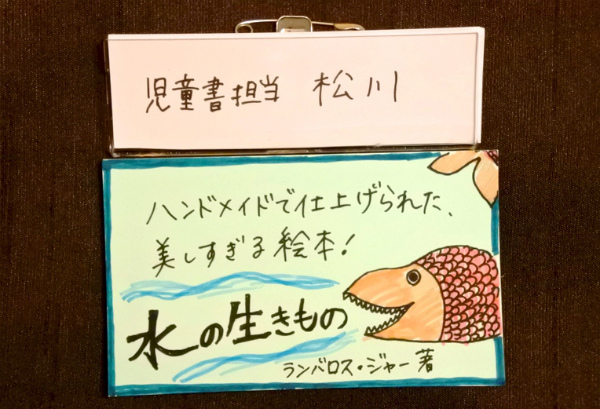 児童書担当 松川
ハンドメイドで仕上げられた、
美しすぎる絵本!
水の生きもの
ランバロス・ジャー著